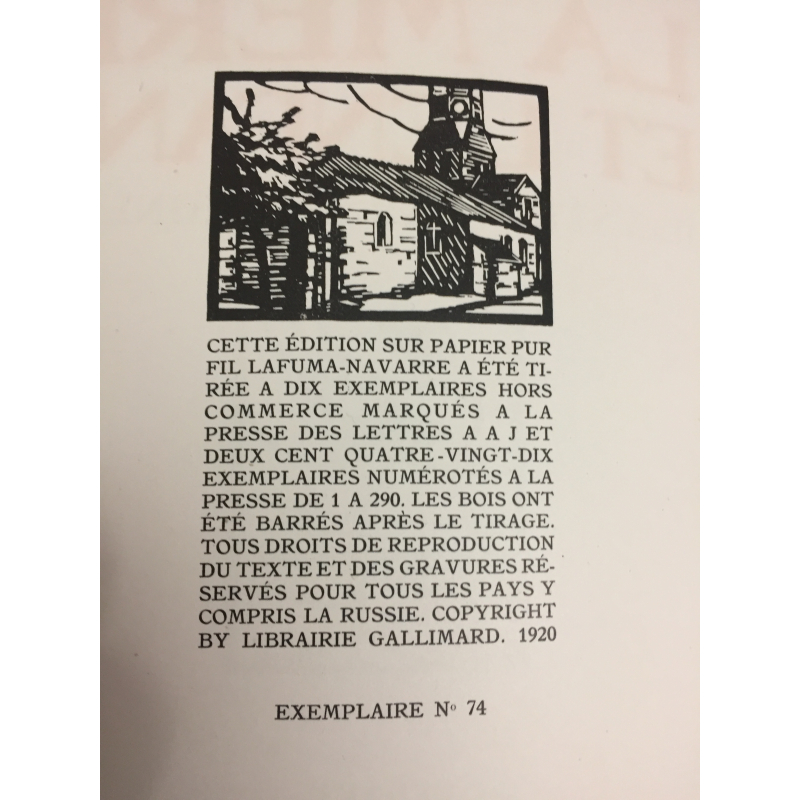 CETTE ÉDITION SUR PAPIER PUR
FIL LAFUMA-NAVARRE A ÉTÉ TI-
RÉE A DIX EXEMPLAIRES HORS
COMMERCE MARQUÉS A LA
PRESSE DES LETTRES A A J ET
DEUX CENT QUATRE-VINGT-DIX
EXEMPLAIRES NUMÉROTÉS A LA
PRESSE DE 1 A 290. LES BOIS ONT
ÉTÉ BARRÉS APRÈS LE TIRAGE.
TOUS DROITS DE REPRODUCTION
DU TEXTE ET DES GRAVURES RÉ-
SERVÉS POUR TOUS LES PAYS Y
COMPRIS LA RUSSIE. COPYRIGHT
BY LIBRAIRIE GALLIMARD. 1920
EXEMPLAIRE Nº 74